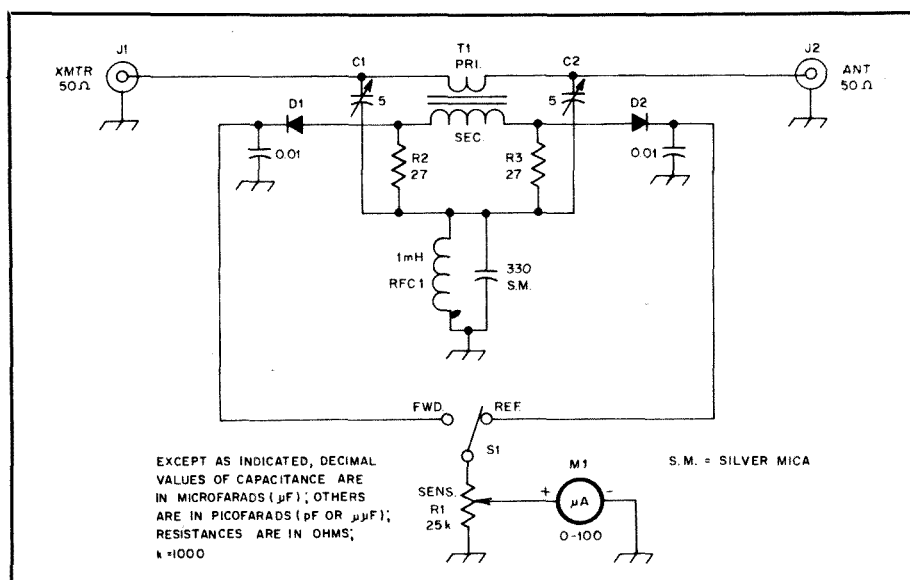 J1
XMTR
50Ω
C1
5
T1
PRI.
SEC.
C2
5
J2
ANT
50Ω
D1
0.01
R2
27
R3
27
D2
0.01
1mH
RFC1
330
S.M.
FWD.
REF.
S1
SENS.
R1
25k
M1
+
-
μA
0-100
S.M. = SILVER MICA
EXCEPT AS INDICATED, DECIMAL
VALUES OF CAPACITANCE ARE
IN MICROFARADS (μF); OTHERS
ARE IN PICOFARADS (pF OR μμF);
RESISTANCES ARE IN OHMS;
k=1000